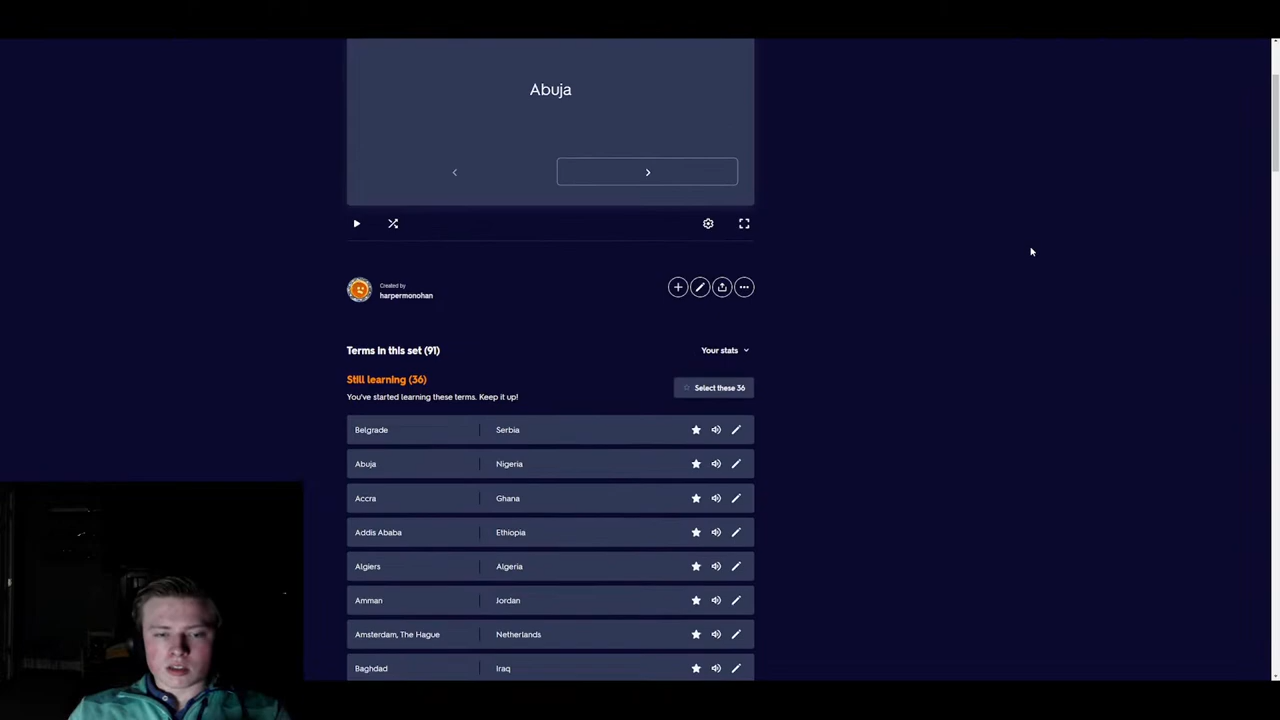 Abuja
Created by
harpermonohan
Terms in this set (91)
Your stats
Still learning (36)
Select these 36
You've started learning these terms. Keep it up!
Belgrade Serbia
Abuja Nigeria
Accra Ghana
Addis Ababa Ethiopia
Algiers Algeria
Amman Jordan
Amsterdam, The Hague Netherlands
Baghdad Iraq